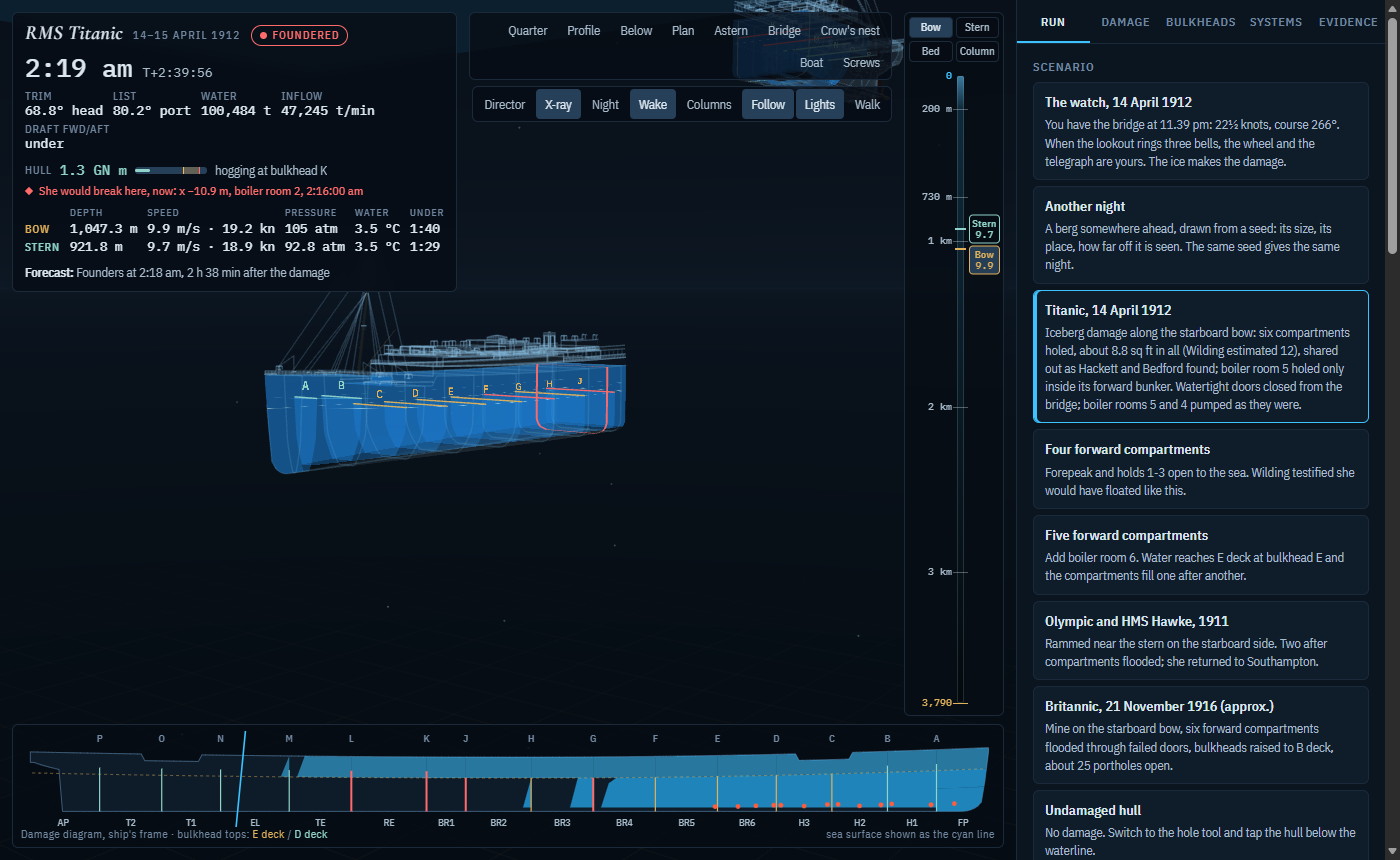 RMS Titanic 14–15 APRIL 1912 FOUNDERED
2:19 am T+2:39:56
TRIM LIST WATER INFLOW
68.8° head 80.2° port 100,484 t 47,245 t/min
DRAFT FWD/AFT
under
HULL 1.3 GN m hogging at bulkhead K
She would break here, now: x −10.9 m, boiler room 2, 2:16:00 am
DEPTH SPEED PRESSURE WATER UNDER
BOW 1,047.3 m 9.9 m/s · 19.2 kn 105 atm 3.5 °C 1:40
STERN 921.8 m 9.7 m/s · 18.9 kn 92.8 atm 3.5 °C 1:29
Forecast: Founders at 2:18 am, 2 h 38 min after the damage
Quarter Profile Below Plan Astern Bridge Crow's nest
Boat Screws
Director X-ray Night Wake Columns Follow Lights Walk
Bow Stern
Bed Column
0
200 m
730 m
Stern
9.7
1 km
Bow
9.9
2 km
3 km
3,790
A B C D E F G H J
P O N M L K J H G F E D C B A
AP T2 T1 EL TE RE BR1 BR2 BR3 BR4 BR5 BR6 H3 H2 H1 FP
Damage diagram, ship's frame · bulkhead tops: E deck / D deck
sea surface shown as the cyan line
RUN DAMAGE BULKHEADS SYSTEMS EVIDENCE
SCENARIO
The watch, 14 April 1912
You have the bridge at 11.39 pm: 22½ knots, course 266°.
When the lookout rings three bells, the wheel and the
telegraph are yours. The ice makes the damage.
Another night
A berg somewhere ahead, drawn from a seed: its size, its
place, how far off it is seen. The same seed gives the same
night.
Titanic, 14 April 1912
Iceberg damage along the starboard bow: six compartments
holed, about 8.8 sq ft in all (Wilding estimated 12), shared
out as Hackett and Bedford found; boiler room 5 holed only
inside its forward bunker. Watertight doors closed from the
bridge; boiler rooms 5 and 4 pumped as they were.
Four forward compartments
Forepeak and holds 1-3 open to the sea. Wilding testified she
would have floated like this.
Five forward compartments
Add boiler room 6. Water reaches E deck at bulkhead E and
the compartments fill one after another.
Olympic and HMS Hawke, 1911
Rammed near the stern on the starboard side. Two after
compartments flooded; she returned to Southampton.
Britannic, 21 November 1916 (approx.)
Mine on the starboard bow, six forward compartments
flooded through failed doors, bulkheads raised to B deck,
about 25 portholes open.
Undamaged hull
No damage. Switch to the hole tool and tap the hull below the
waterline.